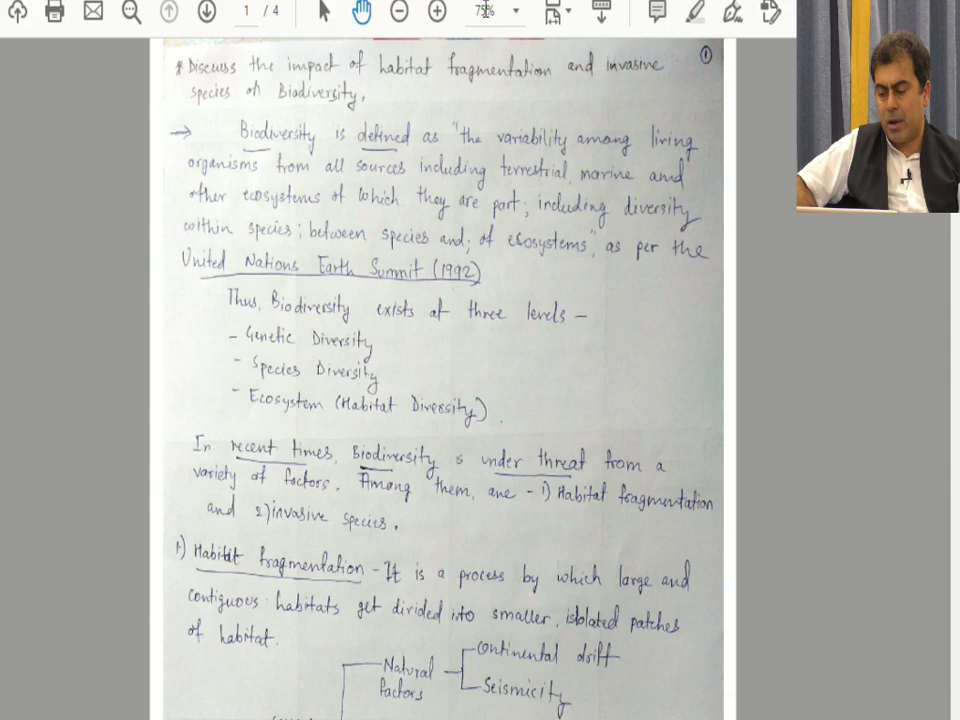 1 / 4
75%
①
* Discuss the impact of habitat fragmentation and invasive
species on Biodiversity.
→ Biodiversity is defined as "the variability among living
organisms from all sources including terrestrial, marine and
other ecosystems of which they are part; including diversity
within species; between species and; of ecosystems", as per the
United Nations Earth Summit (1992)
Thus, Biodiversity exists at three levels -
- Genetic Diversity
- Species Diversity
- Ecosystem (Habitat Diversity).
In recent times, Biodiversity is under threat from a
variety of factors. Among them, are - 1) Habitat fragmentation
and 2) invasive species.
1) Habitat fragmentation - It is a process by which large and
contiguous habitats get divided into smaller, isolated patches
of habitat.
Natural factors
Continental drift
Seismicity